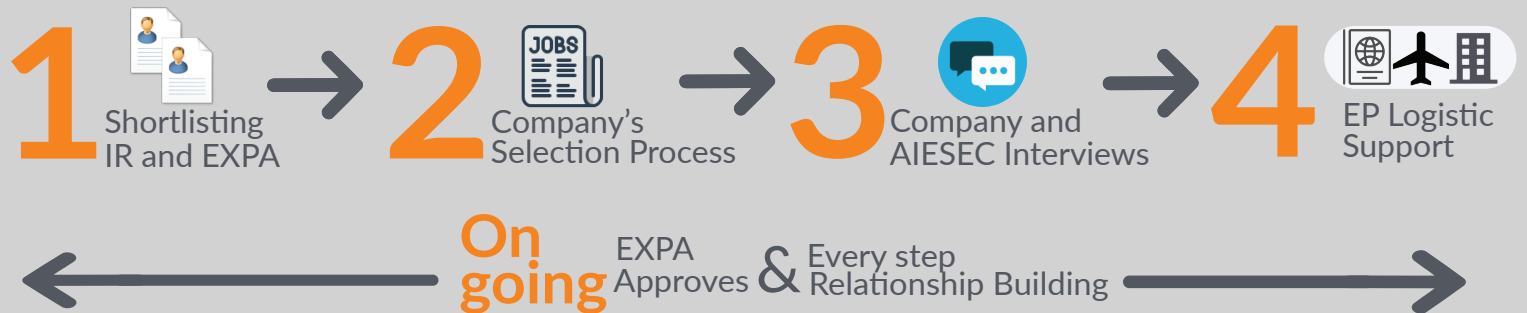 1
Shortlisting
IR and EXPA
2
JOBS
Company's
Selection Process
3
Company and
AIESEC Interviews
4
EP Logistic
Support
On
going
EXPA
Approves
&
Every step
Relationship Building